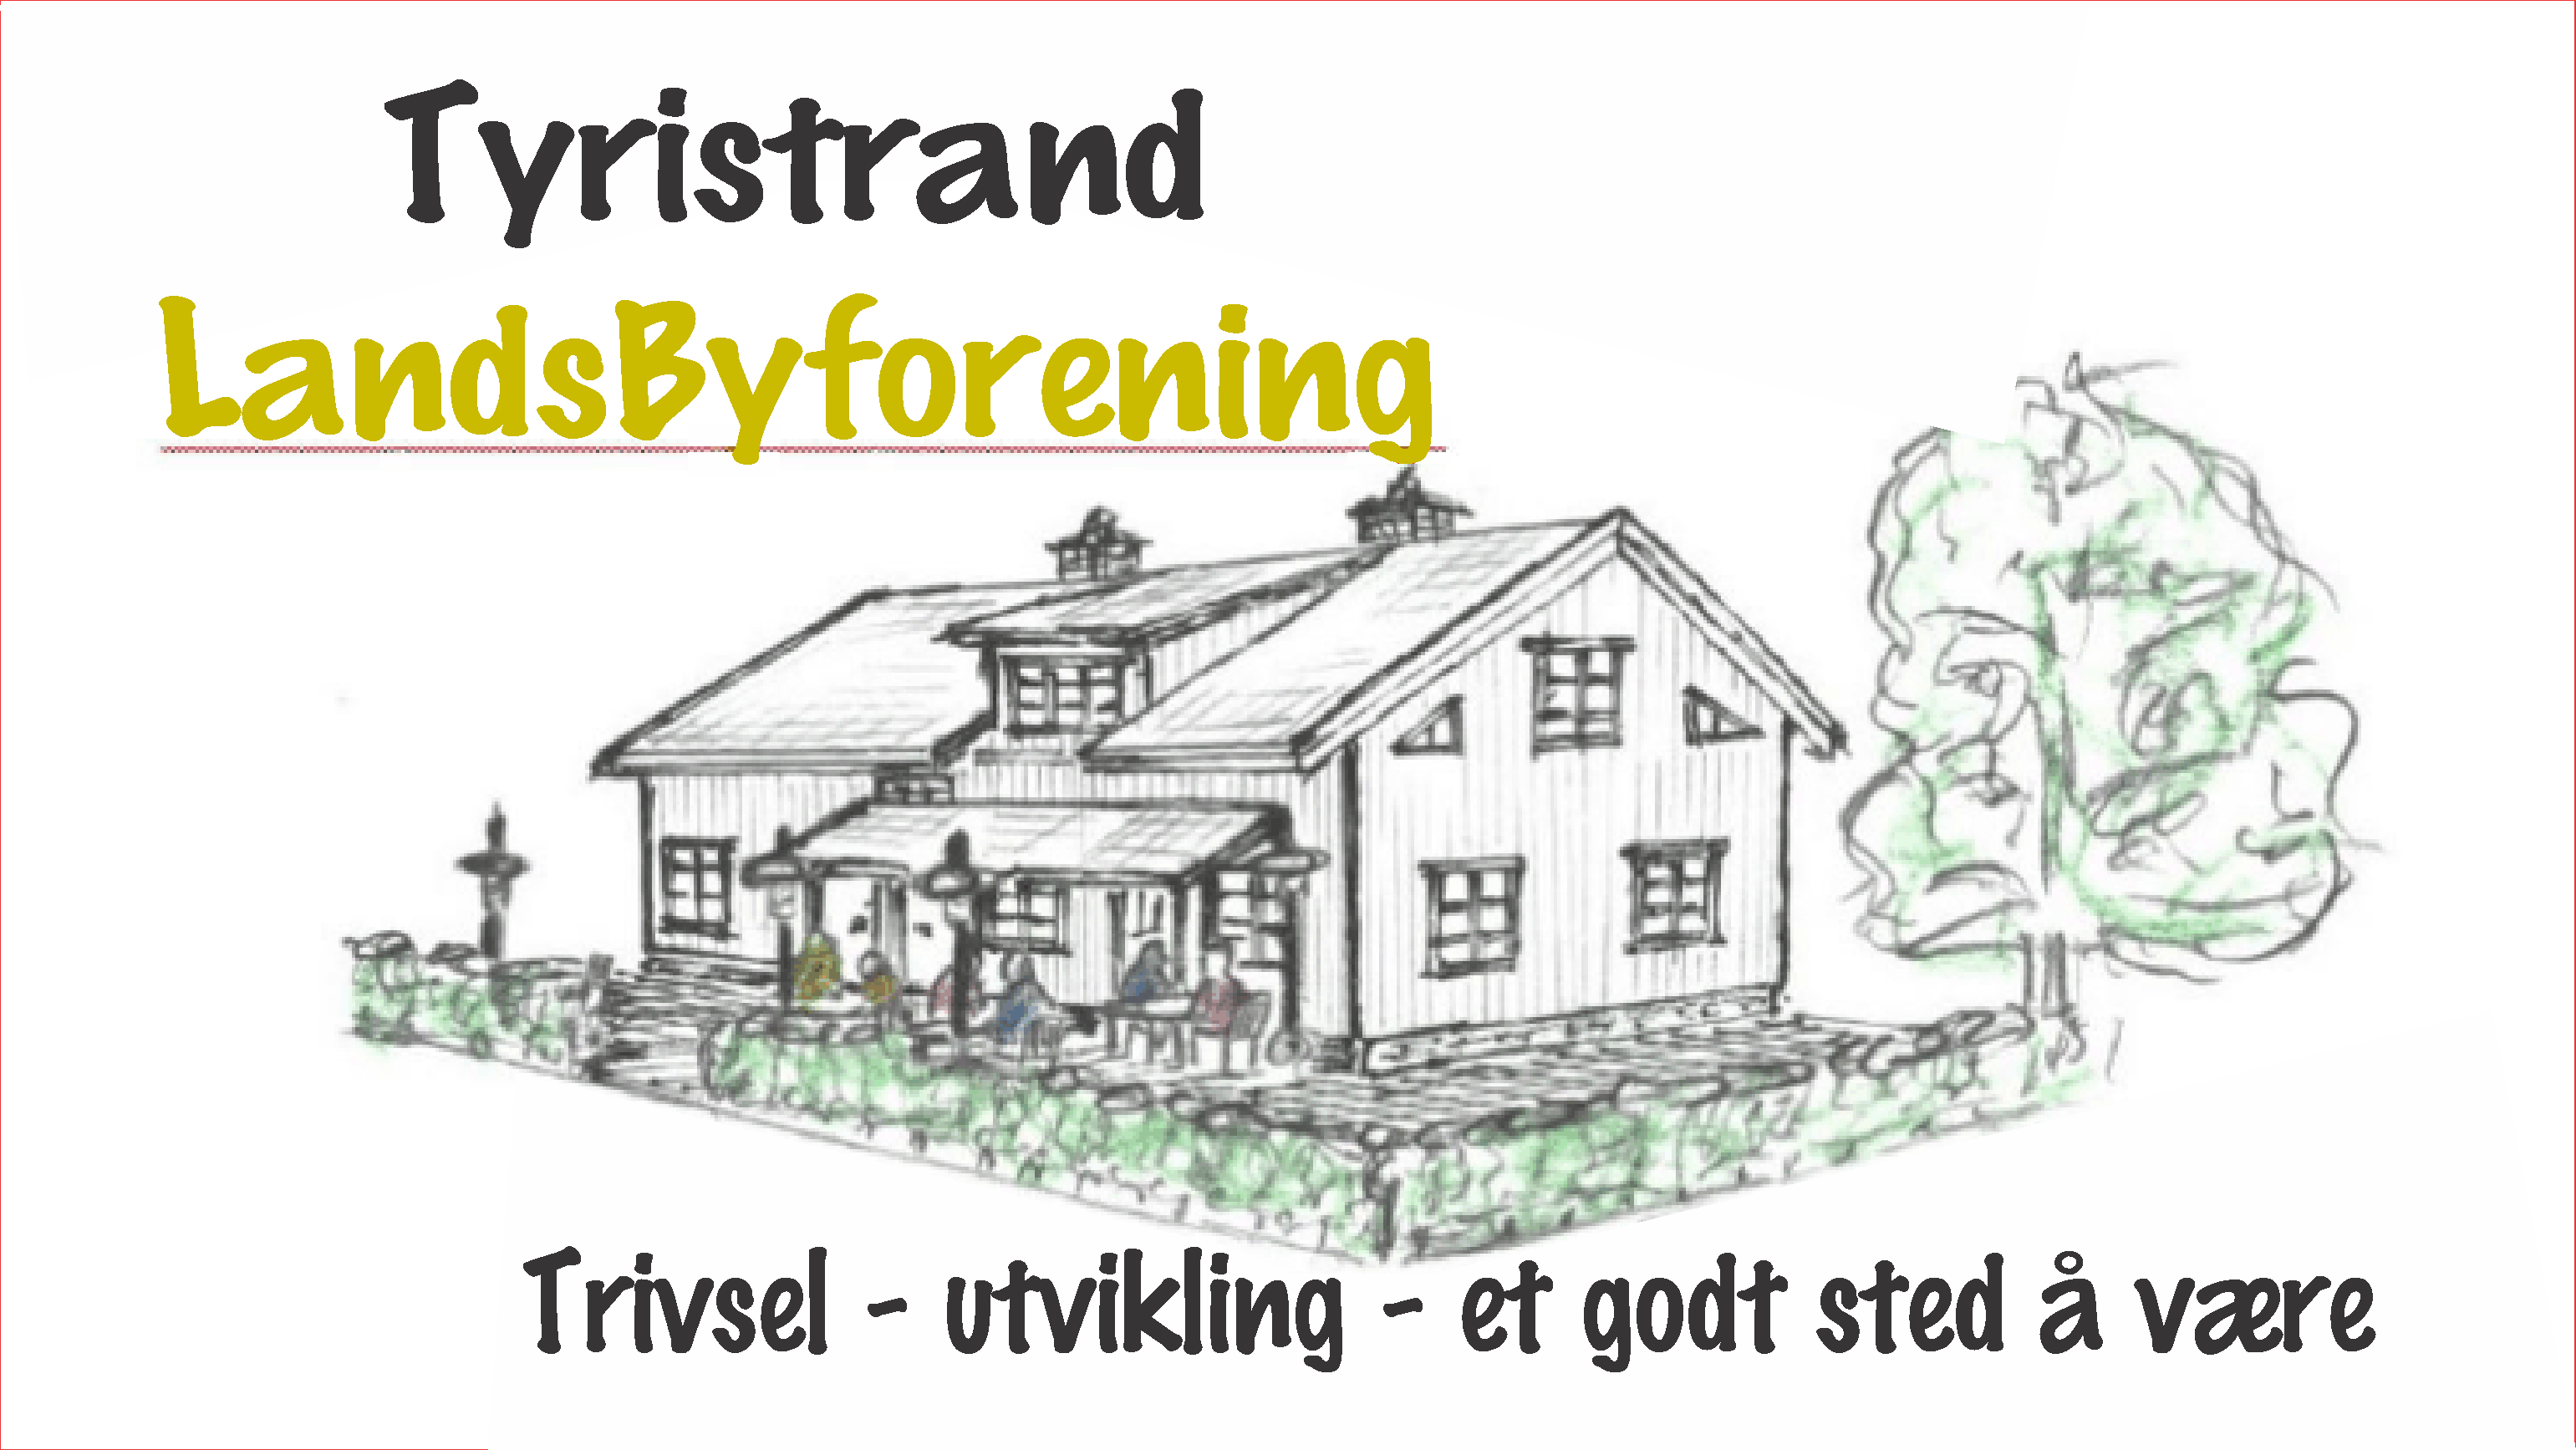 Tyristrand
LandsByforening
Trivsel - utvikling - et godt sted å være